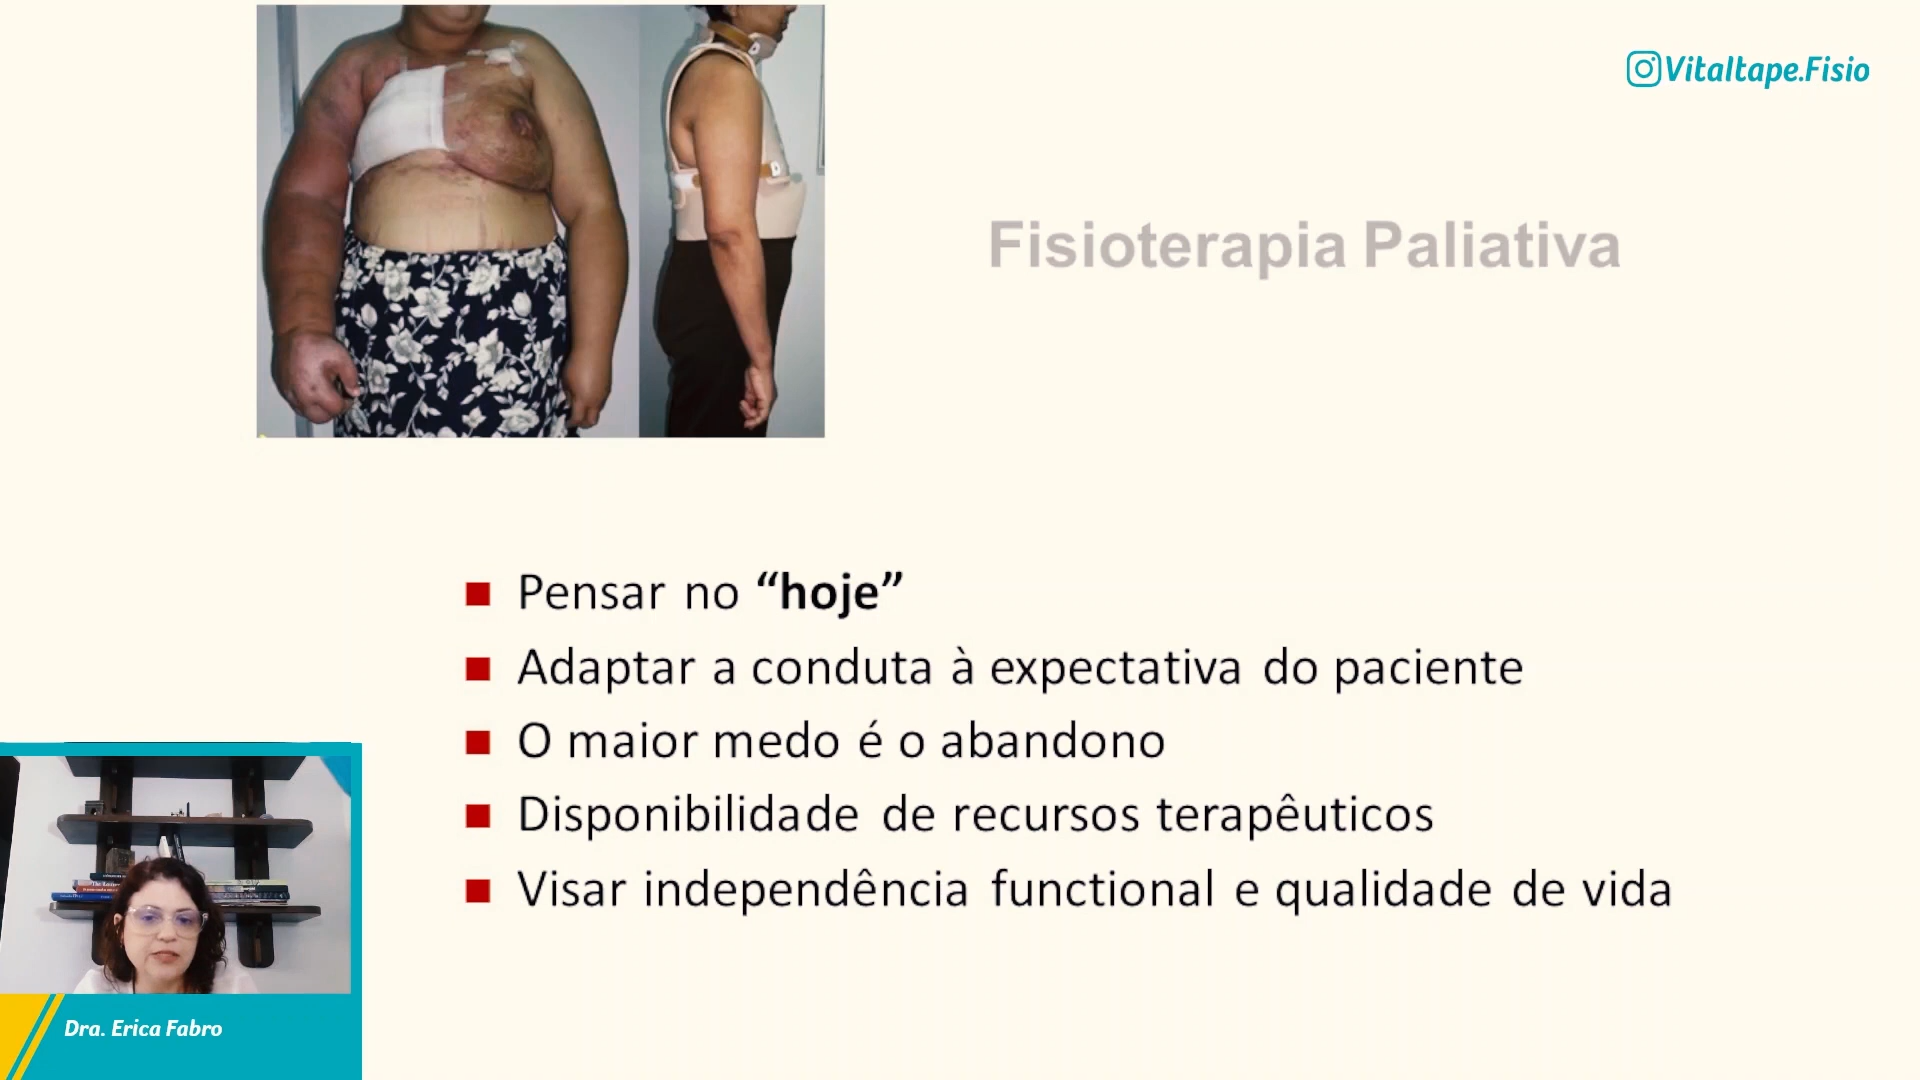 Vitaltape.Fisio
Fisioterapia Paliativa
Pensar no “hoje”
Adaptar a conduta à expectativa do paciente
O maior medo é o abandono
Disponibilidade de recursos terapêuticos
Visar independência functional e qualidade de vida
Dra. Erica Fabro